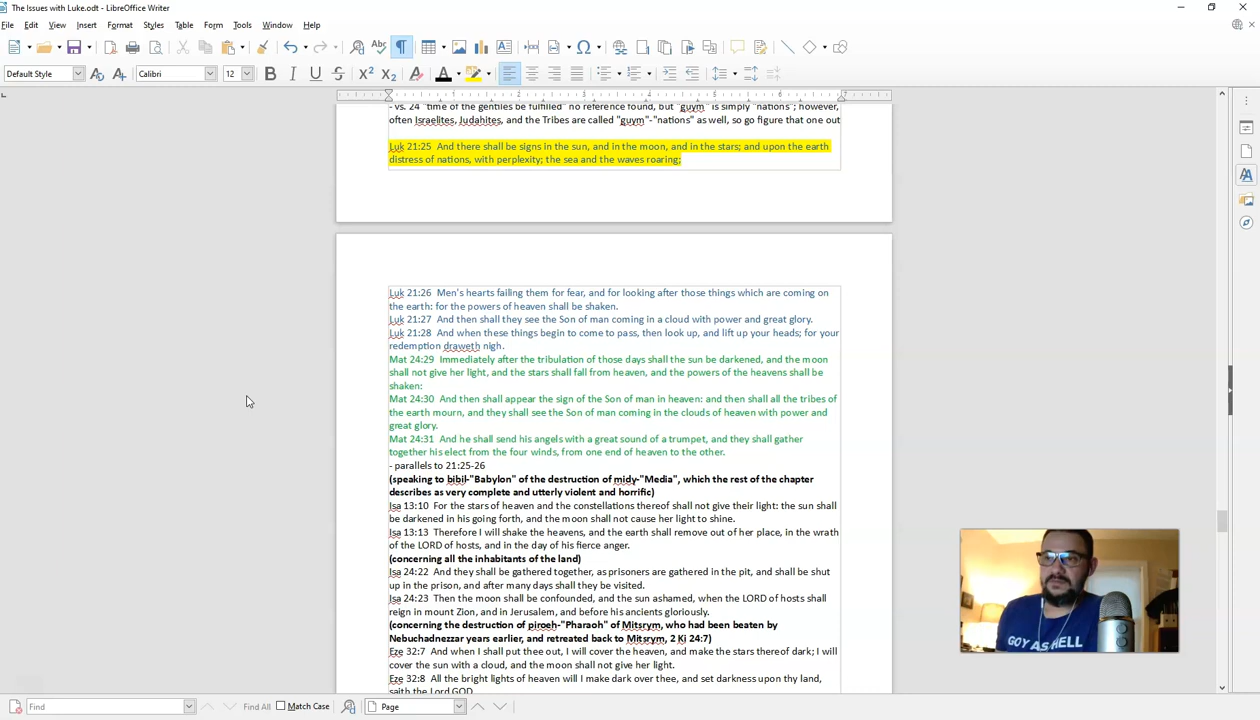 The Issues with Luke.odt - LibreOffice Writer
File Edit View Insert Format Styles Table Form Tools Window Help
Default Style Calibri 12
- vs. 24 "time of the gentiles be fulfilled" no reference found, but "guym" is simply "nations"; however,
often Israelites, Judahites, and the Tribes are called "guym"-"nations" as well, so go figure that one out
Luk 21:25 And there shall be signs in the sun, and in the moon, and in the stars; and upon the earth
distress of nations, with perplexity; the sea and the waves roaring;
Luk 21:26 Men's hearts failing them for fear, and for looking after those things which are coming on
the earth: for the powers of heaven shall be shaken.
Luk 21:27 And then shall they see the Son of man coming in a cloud with power and great glory.
Luk 21:28 And when these things begin to come to pass, then look up, and lift up your heads; for your
redemption draweth nigh.
Mat 24:29 Immediately after the tribulation of those days shall the sun be darkened, and the moon
shall not give her light, and the stars shall fall from heaven, and the powers of the heavens shall be
shaken:
Mat 24:30 And then shall appear the sign of the Son of man in heaven: and then shall all the tribes of
the earth mourn, and they shall see the Son of man coming in the clouds of heaven with power and
great glory.
Mat 24:31 And he shall send his angels with a great sound of a trumpet, and they shall gather
together his elect from the four winds, from one end of heaven to the other.
- parallels to 21:25-26
(speaking to bibil-"Babylon" of the destruction of midy-"Media", which the rest of the chapter
describes as very complete and utterly violent and horrific)
Isa 13:10 For the stars of heaven and the constellations thereof shall not give their light: the sun shall
be darkened in his going forth, and the moon shall not cause her light to shine.
Isa 13:13 Therefore I will shake the heavens, and the earth shall remove out of her place, in the wrath
of the LORD of hosts, and in the day of his fierce anger.
(concerning all the inhabitants of the land)
Isa 24:22 And they shall be gathered together, as prisoners are gathered in the pit, and shall be shut
up in the prison, and after many days shall they be visited.
Isa 24:23 Then the moon shall be confounded, and the sun ashamed, when the LORD of hosts shall
reign in mount Zion, and in Jerusalem, and before his ancients gloriously.
(concerning the destruction of piroeh-"Pharaoh" of Mitsrym, who had been beaten by
Nebuchadnezzar years earlier, and retreated back to Mitsrym, 2 Ki 24:7)
Eze 32:7 And when I shall put thee out, I will cover the heaven, and make the stars thereof dark; I will
cover the sun with a cloud, and the moon shall not give her light.
Eze 32:8 All the bright lights of heaven will I make dark over thee, and set darkness upon thy land,
saith the Lord GOD.
GOY AS HELL
Find Find All Match Case Page